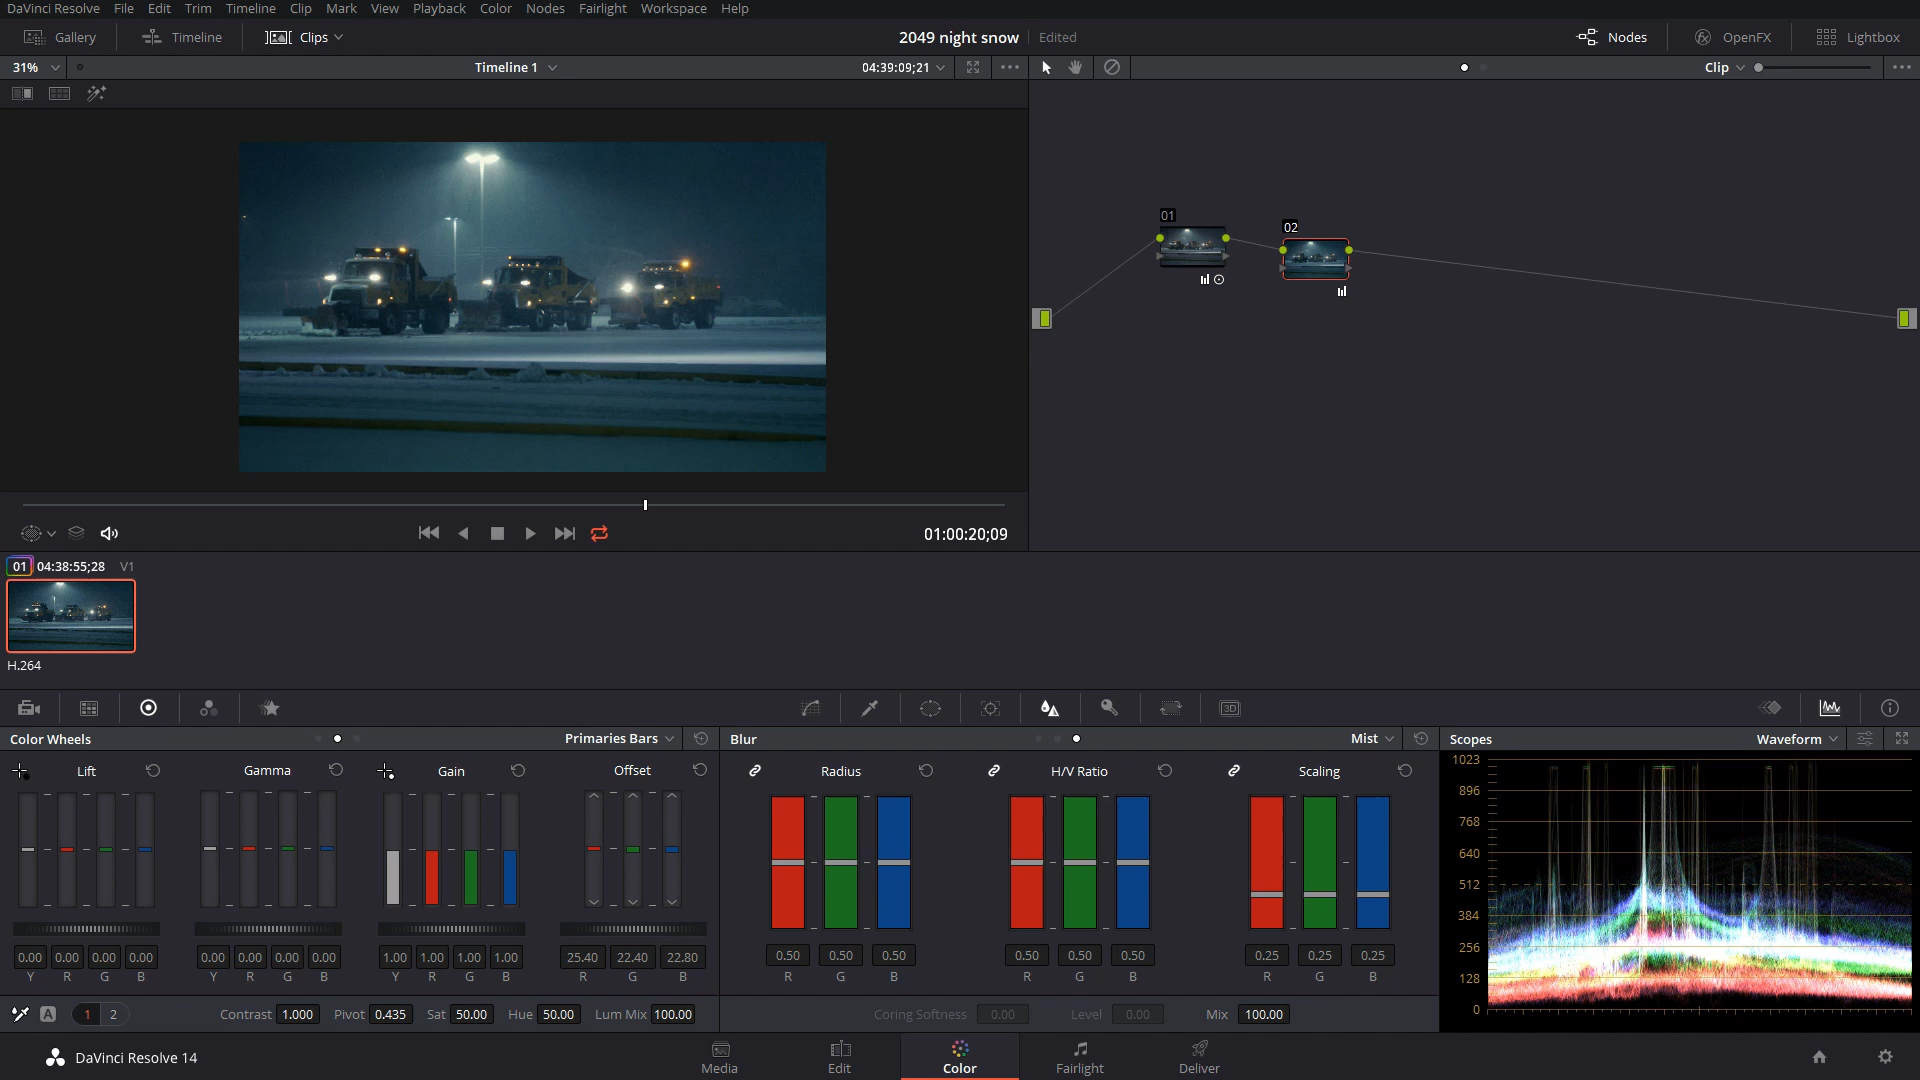 DaVinci Resolve File Edit Trim Timeline Clip Mark View Playback Color Nodes Fairlight Workspace Help
Gallery Timeline Clips 2049 night snow Edited Nodes OpenFX Lightbox
31% Timeline 1 04:39:09;21 Clip
01
02
01:00:20;09
01 04:38:55;28 V1
H.264
3D
Color Wheels Primaries Bars Blur Mist Scopes Waveform
Lift Gamma Gain Offset Radius H/V Ratio Scaling
1023
896
768
640
512
384
256
128
0
0.00 0.00 0.00 0.00 0.00 0.00 0.00 0.00 1.00 1.00 1.00 1.00 25.40 22.40 22.80 0.50 0.50 0.50 0.50 0.50 0.50 0.25 0.25 0.25
Y R G B Y R G B Y R G B R G B R G B R G B R G B
A 1 2 Contrast 1.000 Pivot 0.435 Sat 50.00 Hue 50.00 Lum Mix 100.00 Coring Softness 0.00 Level 0.00 Mix 100.00
DaVinci Resolve 14 Media Edit Color Fairlight Deliver